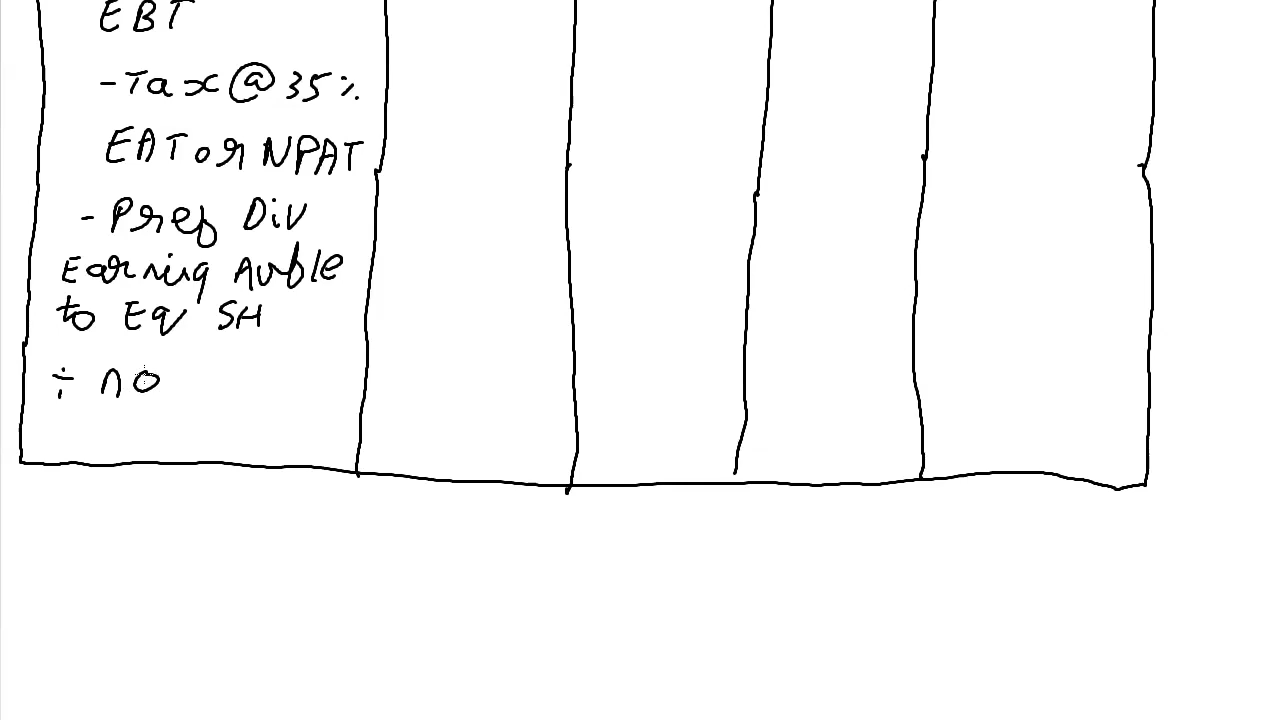 EBT
- Tax @ 35%
EAT or NPAT
- Pref Div
Earning Avble
to Eq SH
÷ no